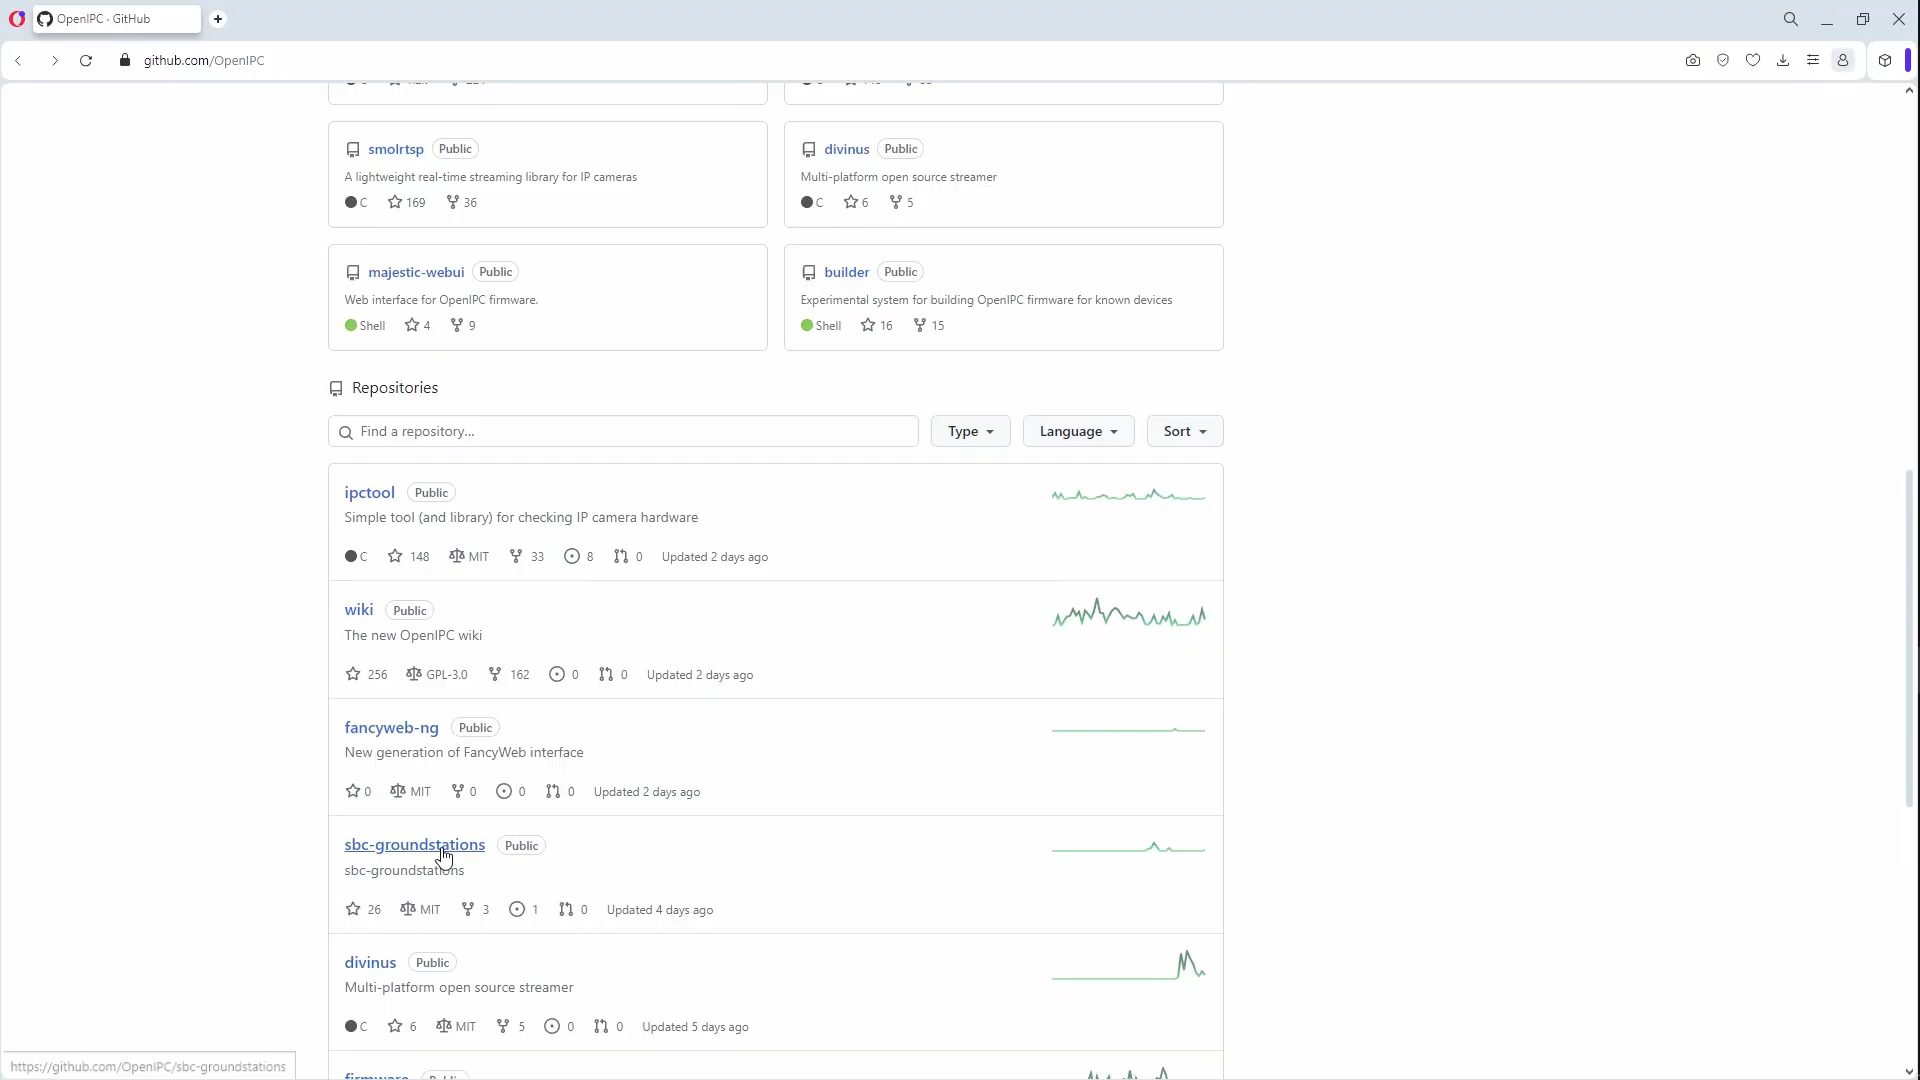 OpenIPC · GitHub
github.com/OpenIPC
smolrtsp Public
A lightweight real-time streaming library for IP cameras
C 169 36
divinus Public
Multi-platform open source streamer
C 6 5
majestic-webui Public
Web interface for OpenIPC firmware.
Shell 4 9
builder Public
Experimental system for building OpenIPC firmware for known devices
Shell 16 15
Repositories
Find a repository... Type Language Sort
ipctool Public
Simple tool (and library) for checking IP camera hardware
C 148 MIT 33 8 0 Updated 2 days ago
wiki Public
The new OpenIPC wiki
256 GPL-3.0 162 0 0 Updated 2 days ago
fancyweb-ng Public
New generation of FancyWeb interface
0 MIT 0 0 0 Updated 2 days ago
sbc-groundstations Public
sbc-groundstations
26 MIT 3 1 0 Updated 4 days ago
divinus Public
Multi-platform open source streamer
C 6 MIT 5 0 0 Updated 5 days ago
firmware Public
https://github.com/OpenIPC/sbc-groundstations